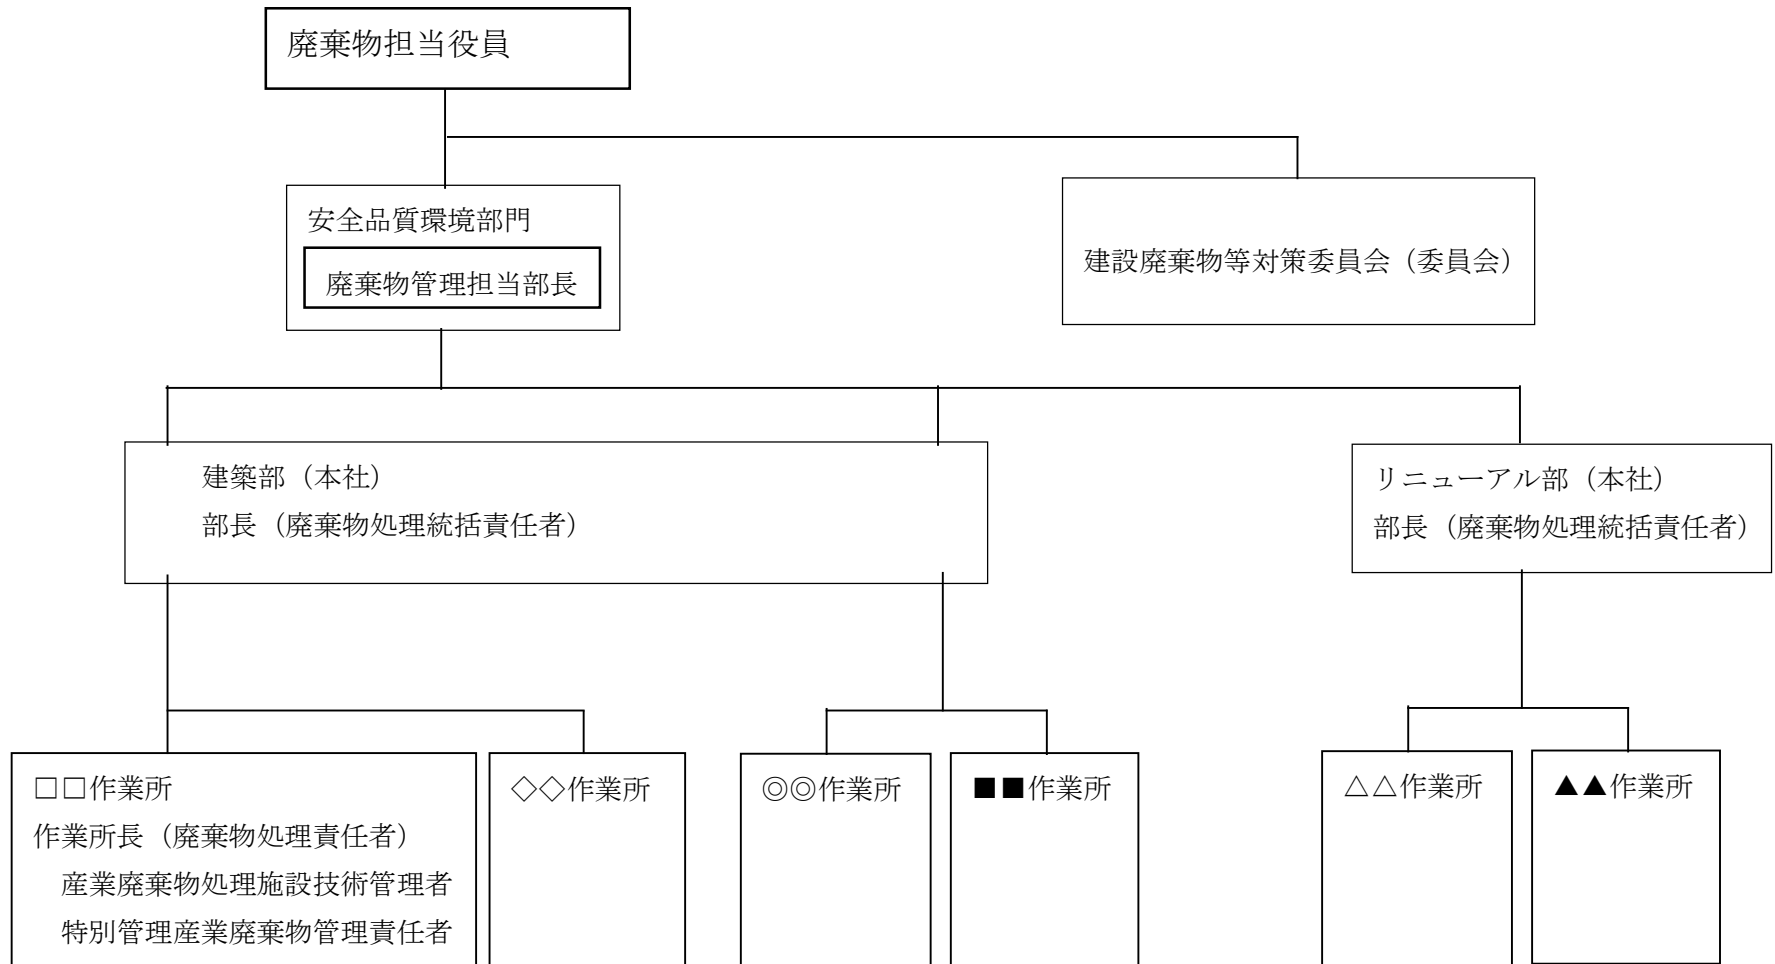 廃棄物担当役員
安全品質環境部門
廃棄物管理担当部長
建設廃棄物等対策委員会（委員会）
建築部（本社）
部長（廃棄物処理統括責任者）
リニューアル部（本社）
部長（廃棄物処理統括責任者）
□□作業所
作業所長（廃棄物処理責任者）
産業廃棄物処理施設技術管理者
特別管理産業廃棄物管理責任者
◇◇作業所
◎◎作業所
■■作業所
△△作業所
▲▲作業所